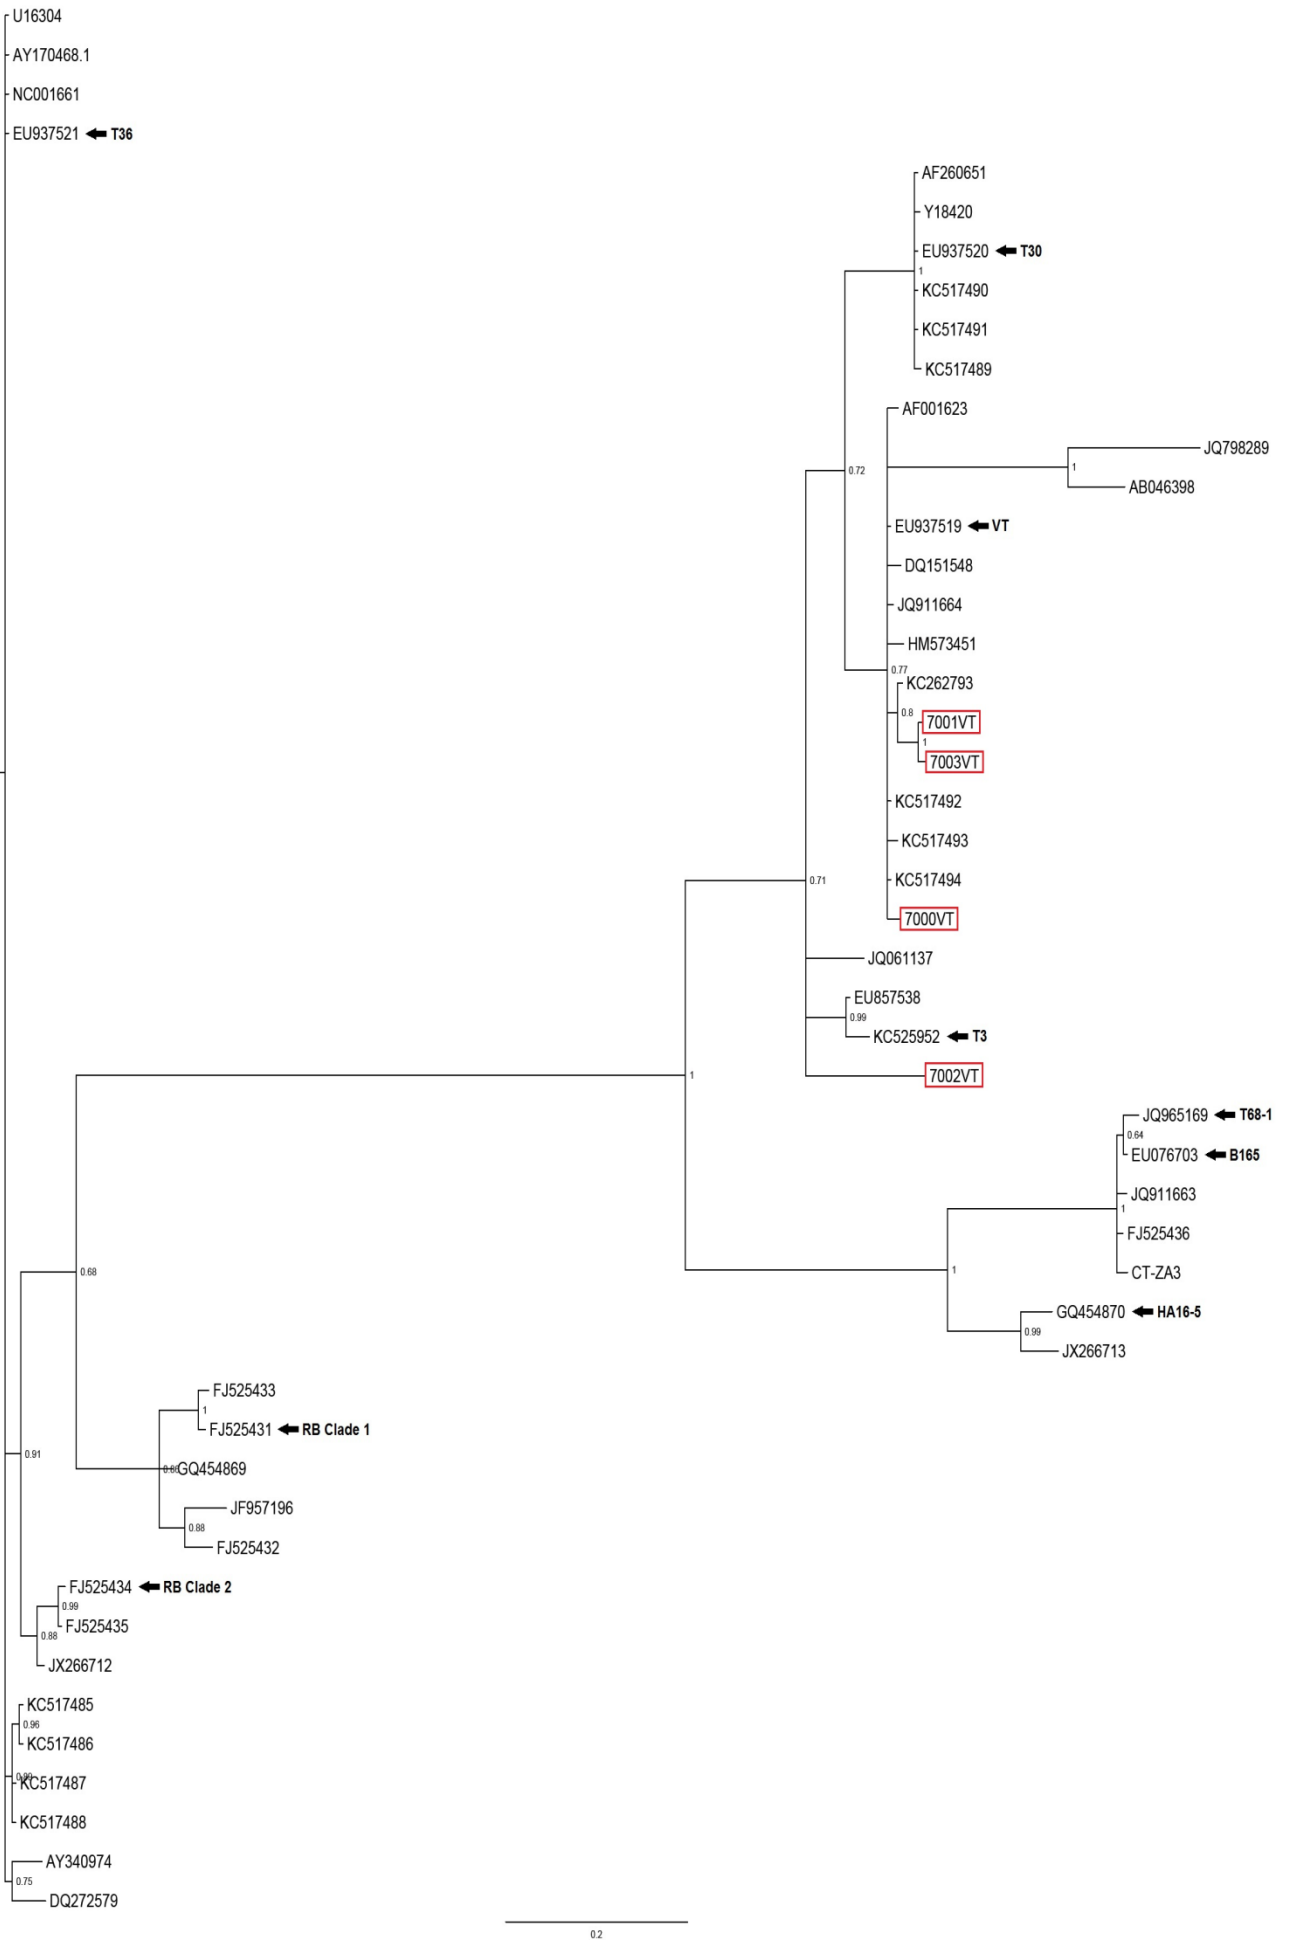 U16304
AY170468.1
NC001661
EU937521 T36
AF260651
Y18420
EU937520 T30
1
KC517490
KC517491
KC517489
AF001623
JQ798289
1
0.72
AB046398
EU937519 VT
DQ151548
JQ911664
HM573451
0.77
KC262793
0.8
7001VT
1
7003VT
KC517492
KC517493
KC517494
0.71
7000VT
JQ061137
EU857538
0.99
KC525952 T3
1
7002VT
JQ965169 T68-1
0.64
EU076703 B165
JQ911663
1
FJ525436
1
CT-ZA3
0.68
GQ454870 HA16-5
0.99
JX266713
FJ525433
1
FJ525431 RB Clade 1
0.91
GQ454869
JF957196
0.88
FJ525432
FJ525434 RB Clade 2
0.99
FJ525435
0.88
JX266712
KC517485
0.96
KC517486
KC517487
KC517488
AY340974
0.75
DQ272579
0.2